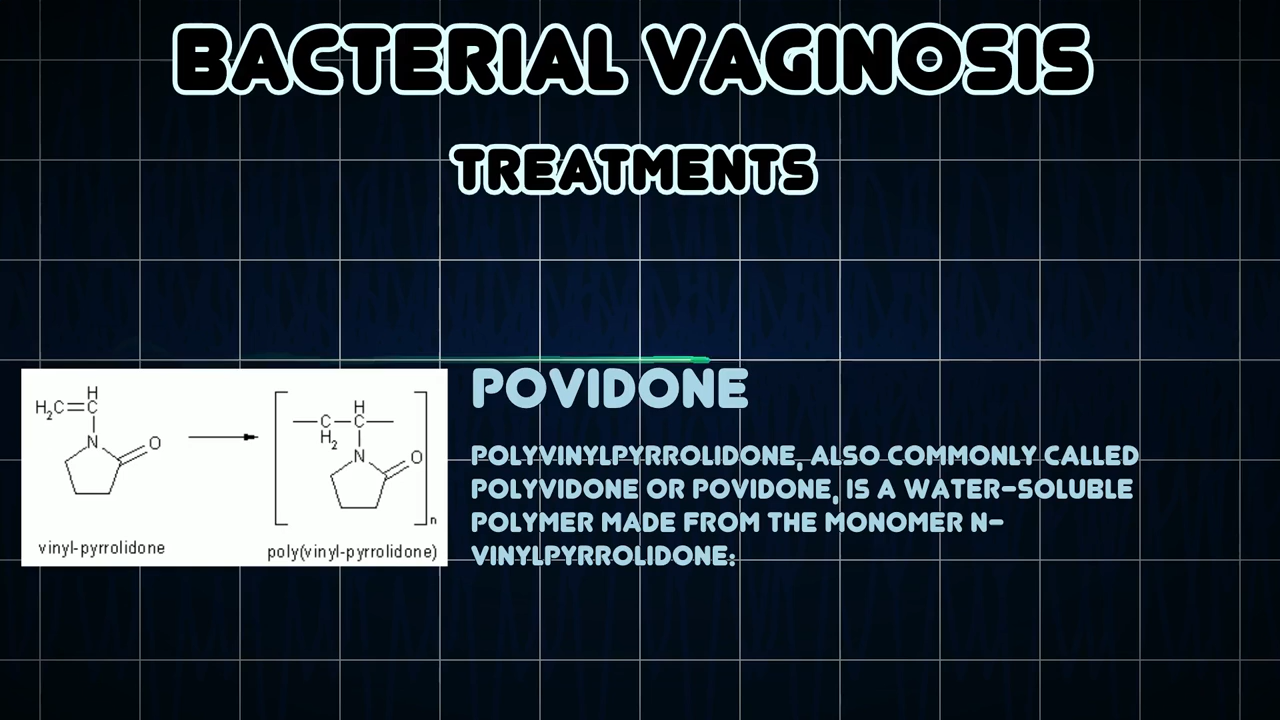 BACTERIAL VAGINOSIS
TREATMENTS
POVIDONE
POLYVINYLPYRROLIDONE, ALSO COMMONLY CALLED
POLYVIDONE OR POVIDONE, IS A WATER-SOLUBLE
POLYMER MADE FROM THE MONOMER N-
VINYLPYRROLIDONE:
H
H2C=C
N
O
vinyl-pyrrolidone
H
C
C
H2
N
O
n
poly(vinyl-pyrrolidone)